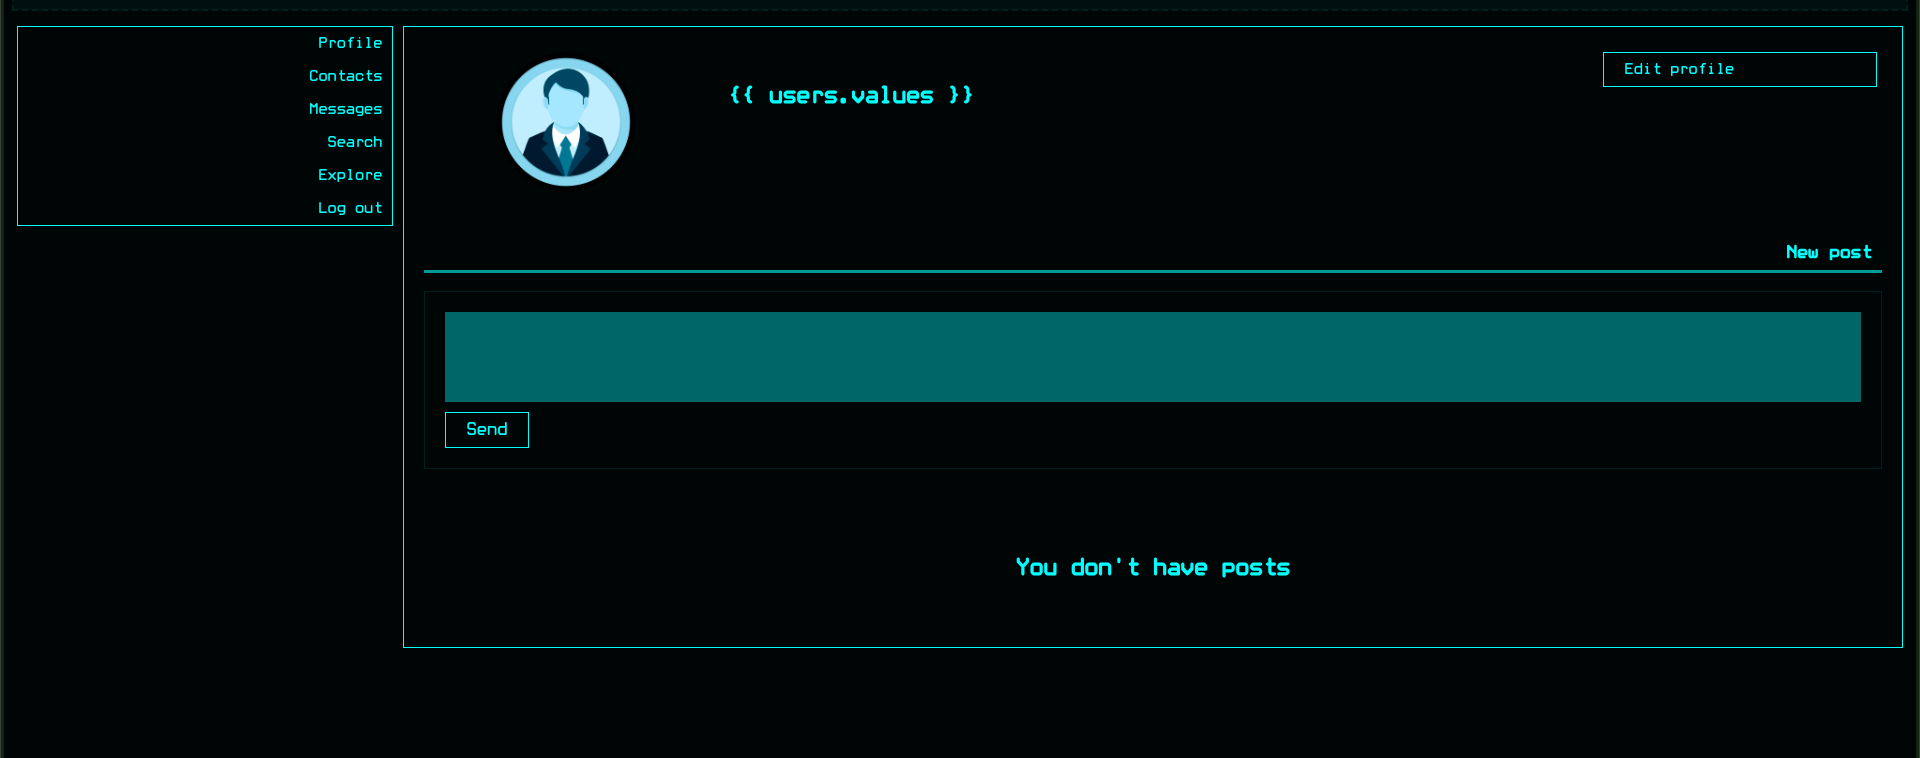 Profile
Contacts
Messages
Search
Explore
Log out
{{ users.values }}
Edit profile
New post
Send
You don't have posts